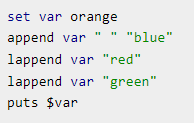 set var orange
append var " " "blue"
lappend var "red"
lappend var "green"
puts $var